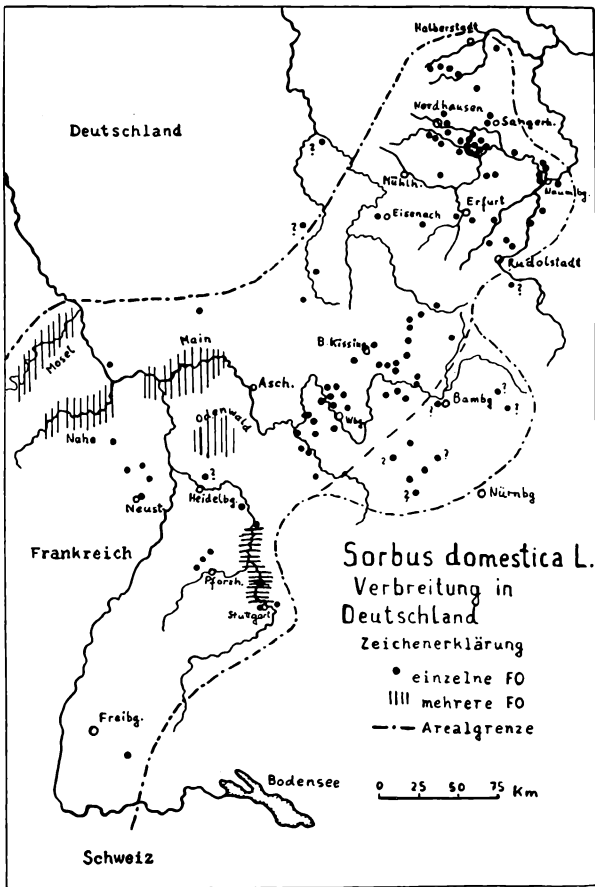 Halberstadt
Nordhausen
Sangerh.
Deutschland
?
Mühlh.
Naumbg.
Eisenach
Erfurt
?
Rudolstadt
?
Main
B. Kissing
Mosel
Asch.
Odenwald
Wbg.
Bambg
?
?
Nahe
?
?
?
?
Heidelbg.
Nürnbg
Neust.
Frankreich
Pforzh.
Stuttgart
Sorbus domestica L.
Verbreitung in
Deutschland
Zeichenerklärung
einzelne FO
mehrere FO
Arealgrenze
Freibg.
Bodensee
0 25 50 75 Km
Schweiz